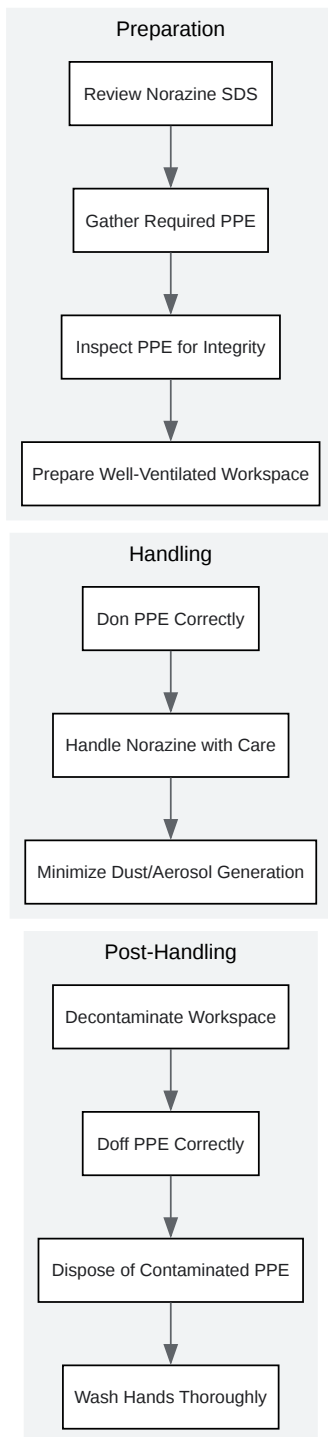 Preparation
Review Norazine SDS
Gather Required PPE
Inspect PPE for Integrity
Prepare Well-Ventilated Workspace
Handling
Don PPE Correctly
Handle Norazine with Care
Minimize Dust/Aerosol Generation
Post-Handling
Decontaminate Workspace
Doff PPE Correctly
Dispose of Contaminated PPE
Wash Hands Thoroughly